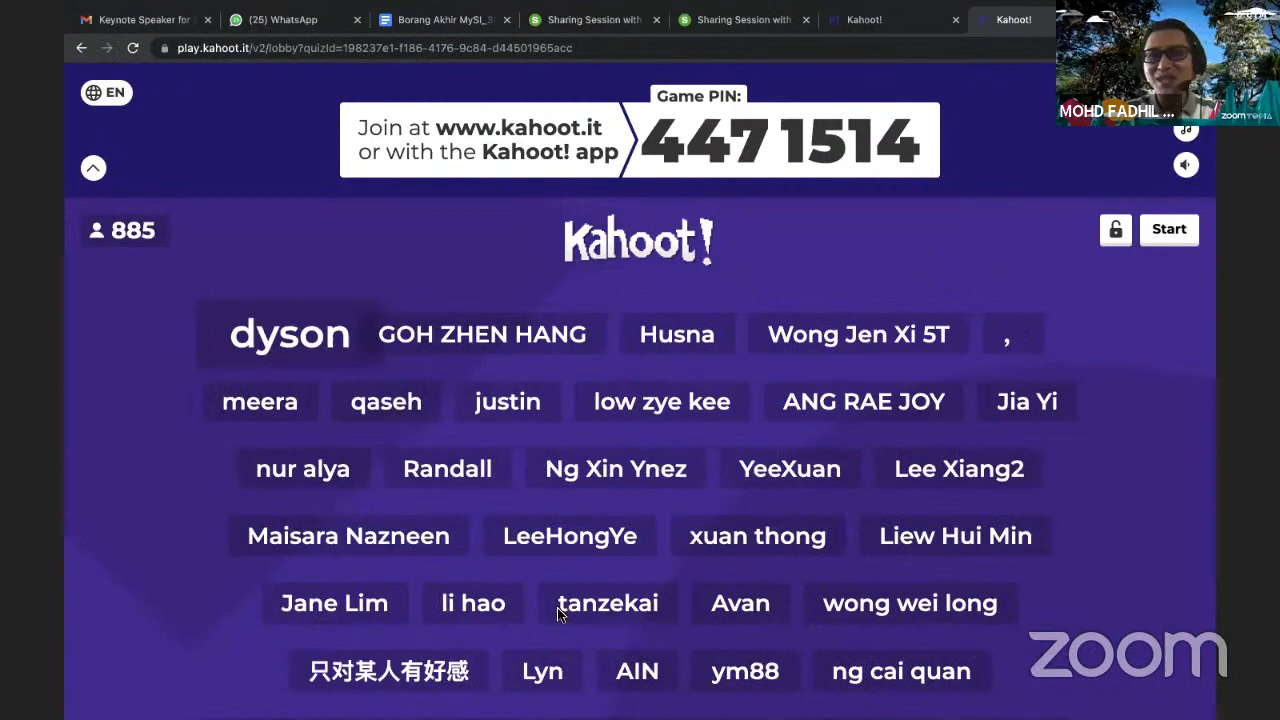 Keynote Speaker for
(25) WhatsApp
Borang Akhir MySI_3
Sharing Session with
Sharing Session with
Kahoot!
Kahoot!
play.kahoot.it/v2/lobby?quizId=198237e1-f186-4176-9c84-d44501965acc
MOHD FADHIL ...
zoomtopia
EN
Game PIN:
Join at www.kahoot.it
or with the Kahoot! app
447 1514
885
Kahoot!
Start
dyson GOH ZHEN HANG Husna Wong Jen Xi 5T ,
meera qaseh justin low zye kee ANG RAE JOY Jia Yi
nur alya Randall Ng Xin Ynez YeeXuan Lee Xiang2
Maisara Nazneen LeeHongYe xuan thong Liew Hui Min
Jane Lim li hao tanzekai Avan wong wei long
只对某人有好感 Lyn AIN ym88 ng cai quan
zoom